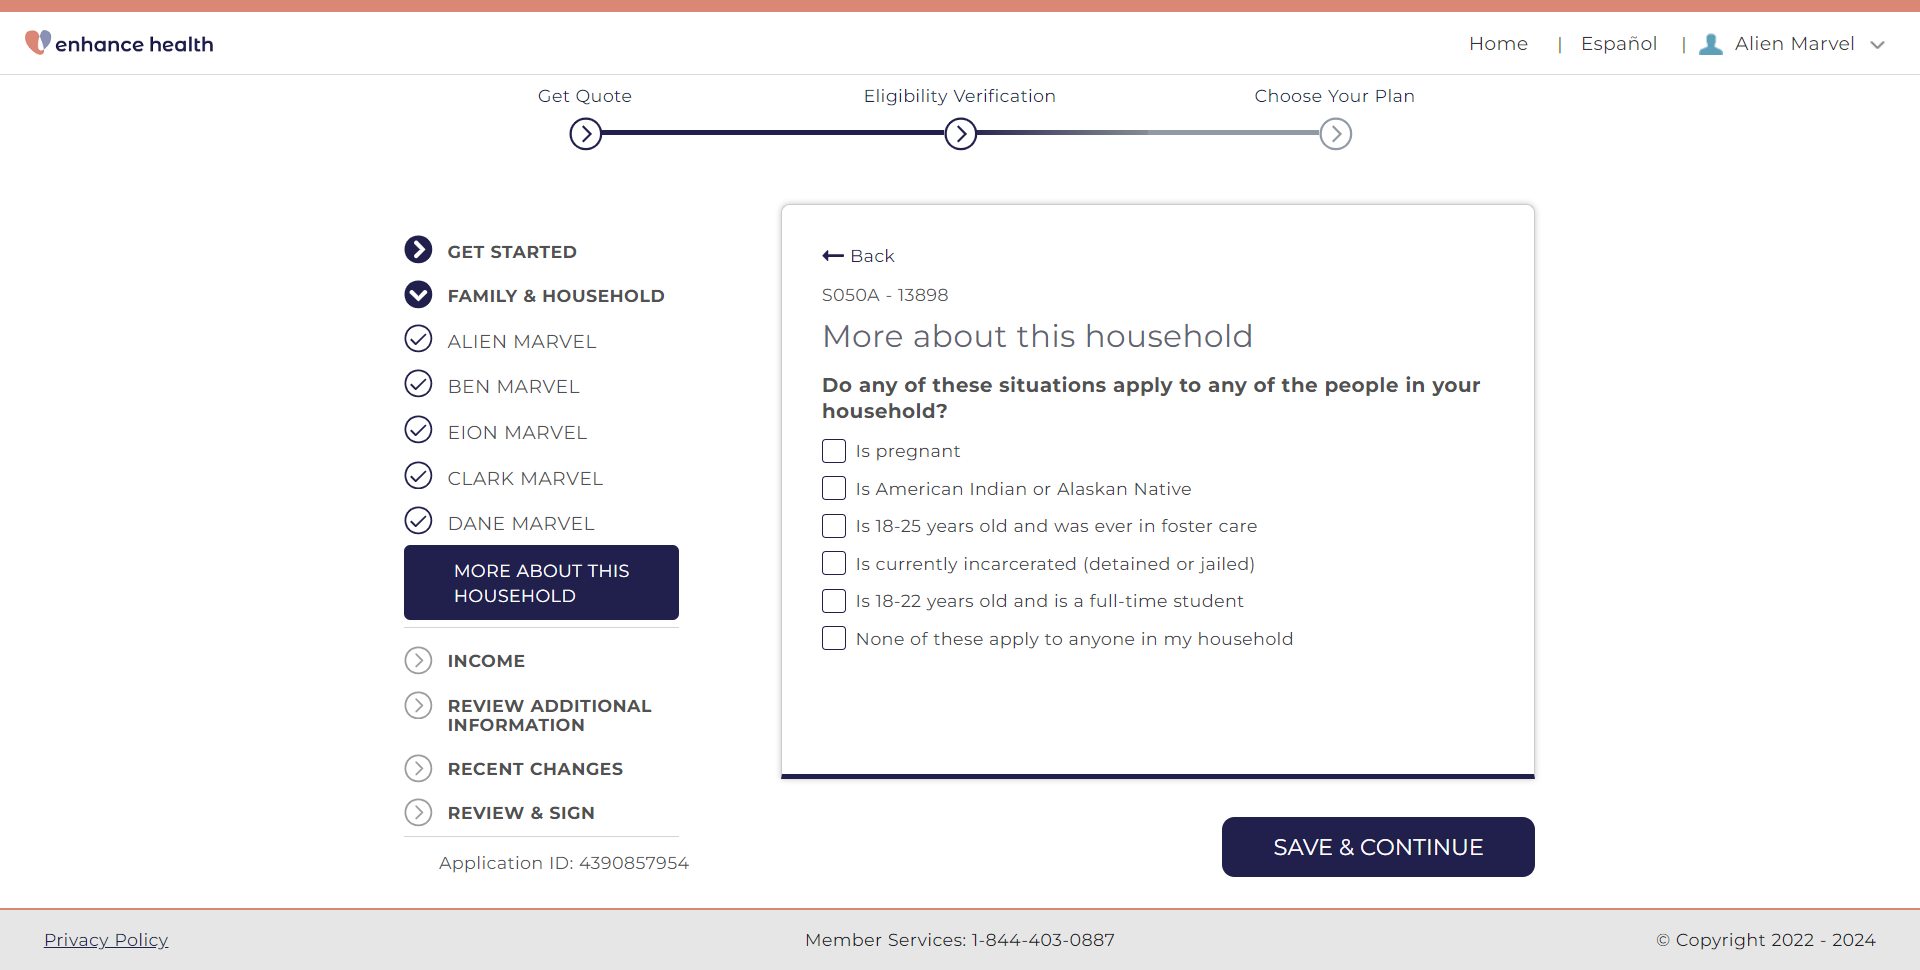 enhance health
Home | Español | Alien Marvel
Get Quote
Eligibility Verification
Choose Your Plan
GET STARTED
FAMILY & HOUSEHOLD
ALIEN MARVEL
BEN MARVEL
EION MARVEL
CLARK MARVEL
DANE MARVEL
MORE ABOUT THIS
HOUSEHOLD
INCOME
REVIEW ADDITIONAL
INFORMATION
RECENT CHANGES
REVIEW & SIGN
Application ID: 4390857954
Back
S050A - 13898
More about this household
Do any of these situations apply to any of the people in your
household?
Is pregnant
Is American Indian or Alaskan Native
Is 18-25 years old and was ever in foster care
Is currently incarcerated (detained or jailed)
Is 18-22 years old and is a full-time student
None of these apply to anyone in my household
SAVE & CONTINUE
Privacy Policy
Member Services: 1-844-403-0887
© Copyright 2022 - 2024